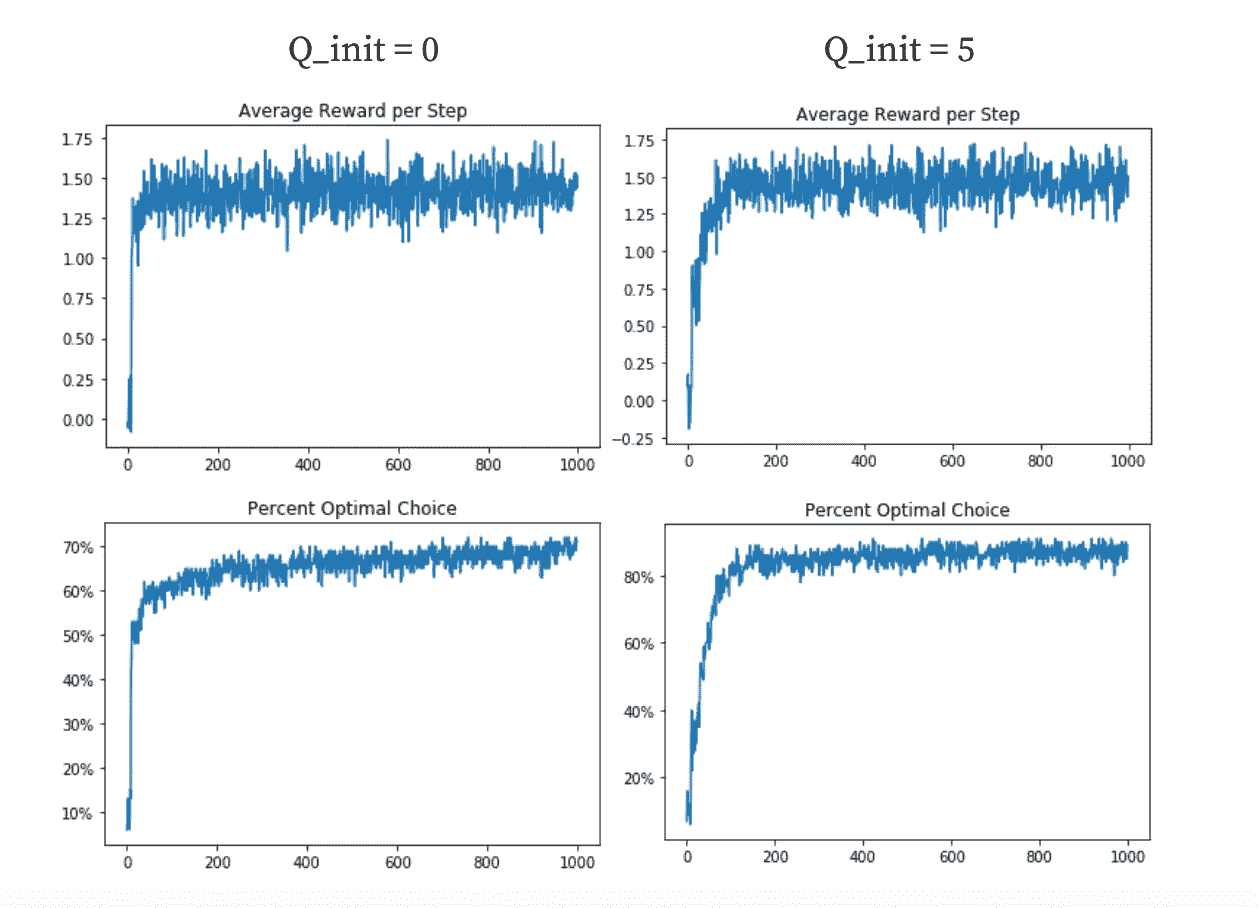 Q_init = 0
Q_init = 5
Average Reward per Step
1.75
1.50
1.25
1.00
0.75
0.50
0.25
0.00
0 200 400 600 800 1000
Average Reward per Step
1.75
1.50
1.25
1.00
0.75
0.50
0.25
0.00
−0.25
0 200 400 600 800 1000
Percent Optimal Choice
70%
60%
50%
40%
30%
20%
10%
0 200 400 600 800 1000
Percent Optimal Choice
80%
60%
40%
20%
0 200 400 600 800 1000